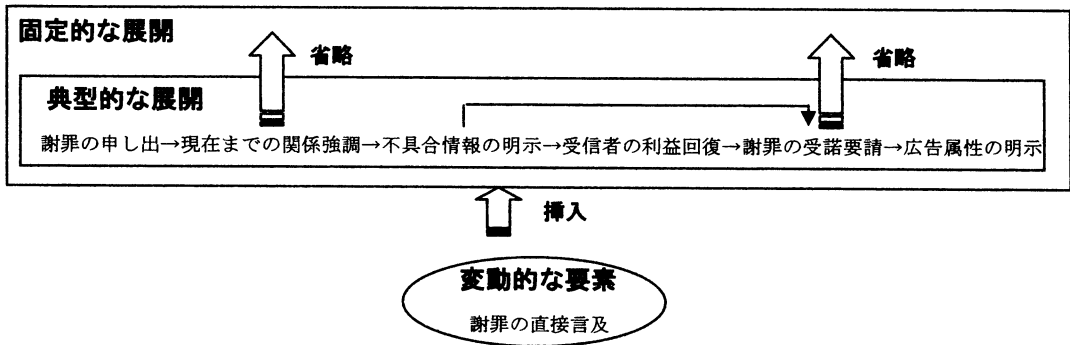 固定的な展開
省略
省略
典型的な展開
謝罪の申し出→現在までの関係強調→不具合情報の明示→受信者の利益回復→謝罪の受諾要請→広告属性の明示
挿入
変動的な要素
謝罪の直接言及